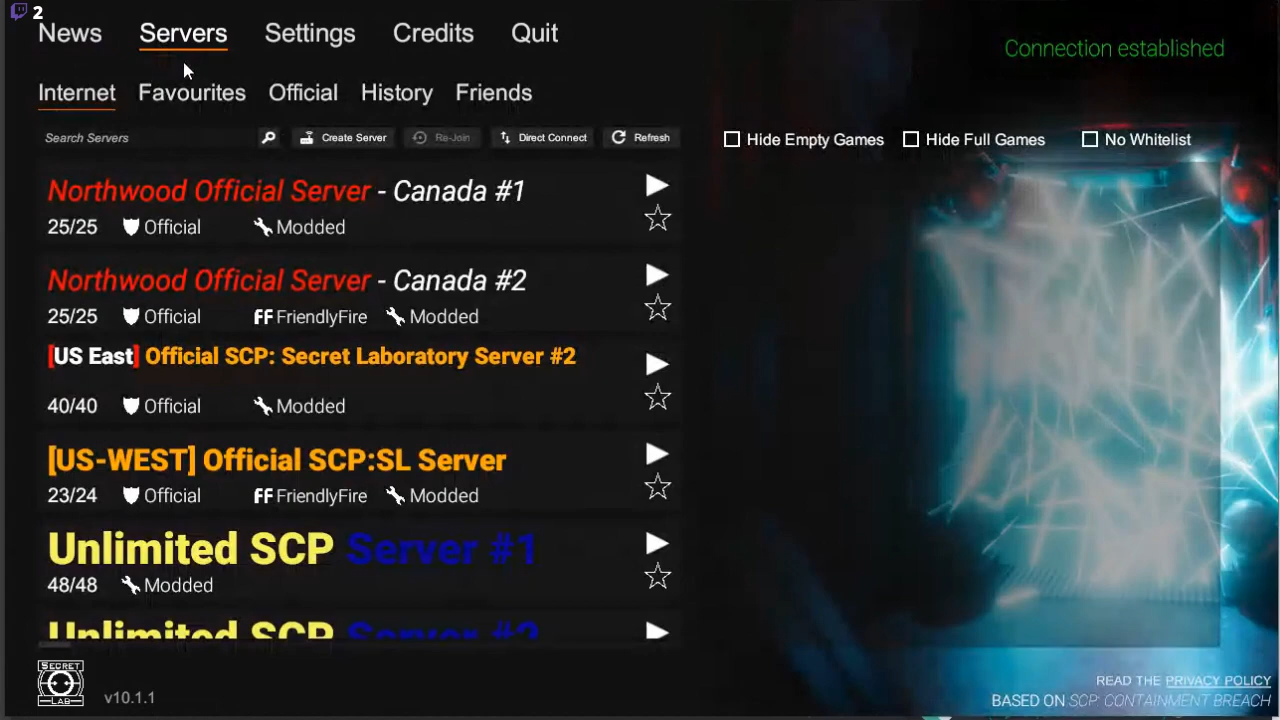 2
News Servers Settings Credits Quit
Connection established
Internet Favourites Official History Friends
Search Servers Create Server Re-Join Direct Connect Refresh
Hide Empty Games Hide Full Games No Whitelist
Northwood Official Server - Canada #1
25/25 Official Modded
Northwood Official Server - Canada #2
25/25 Official FF FriendlyFire Modded
[US East] Official SCP: Secret Laboratory Server #2
40/40 Official Modded
[US-WEST] Official SCP:SL Server
23/24 Official FF FriendlyFire Modded
Unlimited SCP Server #1
48/48 Modded
Unlimited SCP Server #2
SECRET
LAB
v10.1.1
READ THE PRIVACY POLICY
BASED ON SCP: CONTAINMENT BREACH